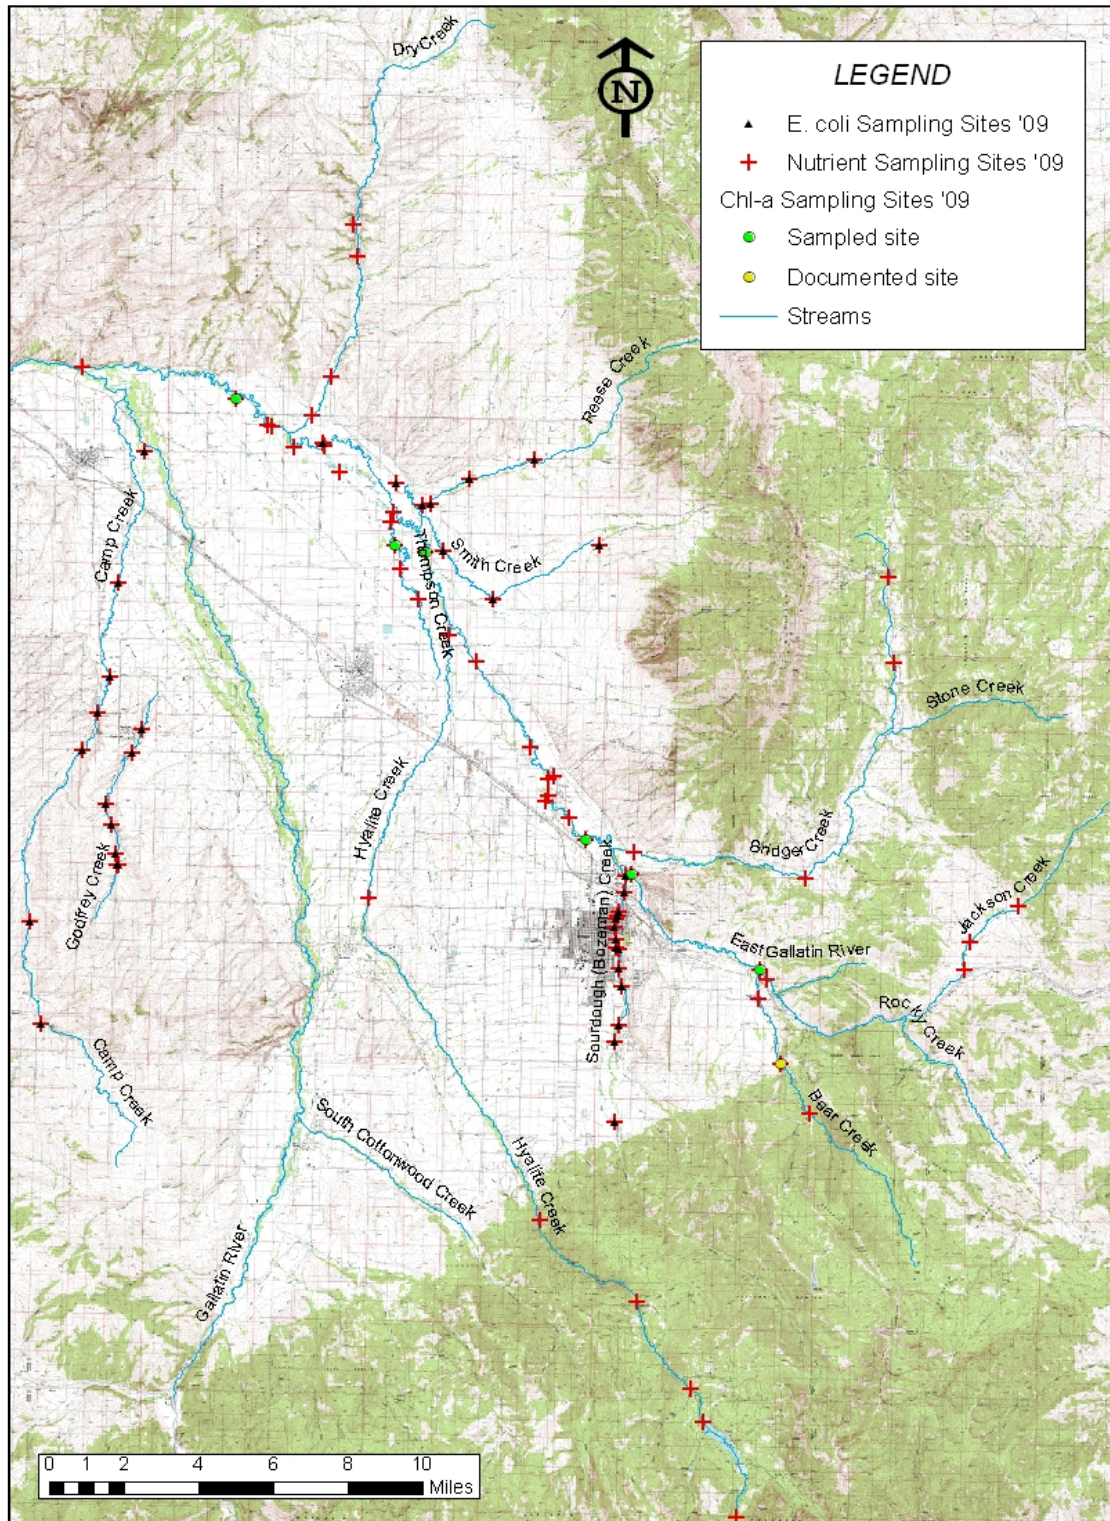 Dry Creek
LEGEND
E. coli Sampling Sites '09
Nutrient Sampling Sites '09
Chl-a Sampling Sites '09
Sampled site
Documented site
Streams
N
Reese Creek
Camp Creek
Thompson Creek
Smith Creek
Stone Creek
Hyalite Creek
Bridger Creek
Godfrey Creek
Sourdough (Bozeman) Creek
Jackson Creek
East Gallatin River
Rocky Creek
Camp Creek
Bear Creek
South Cottonwood Creek
Hyalite Creek
Gallatin River
0 1 2 4 6 8 10
Miles